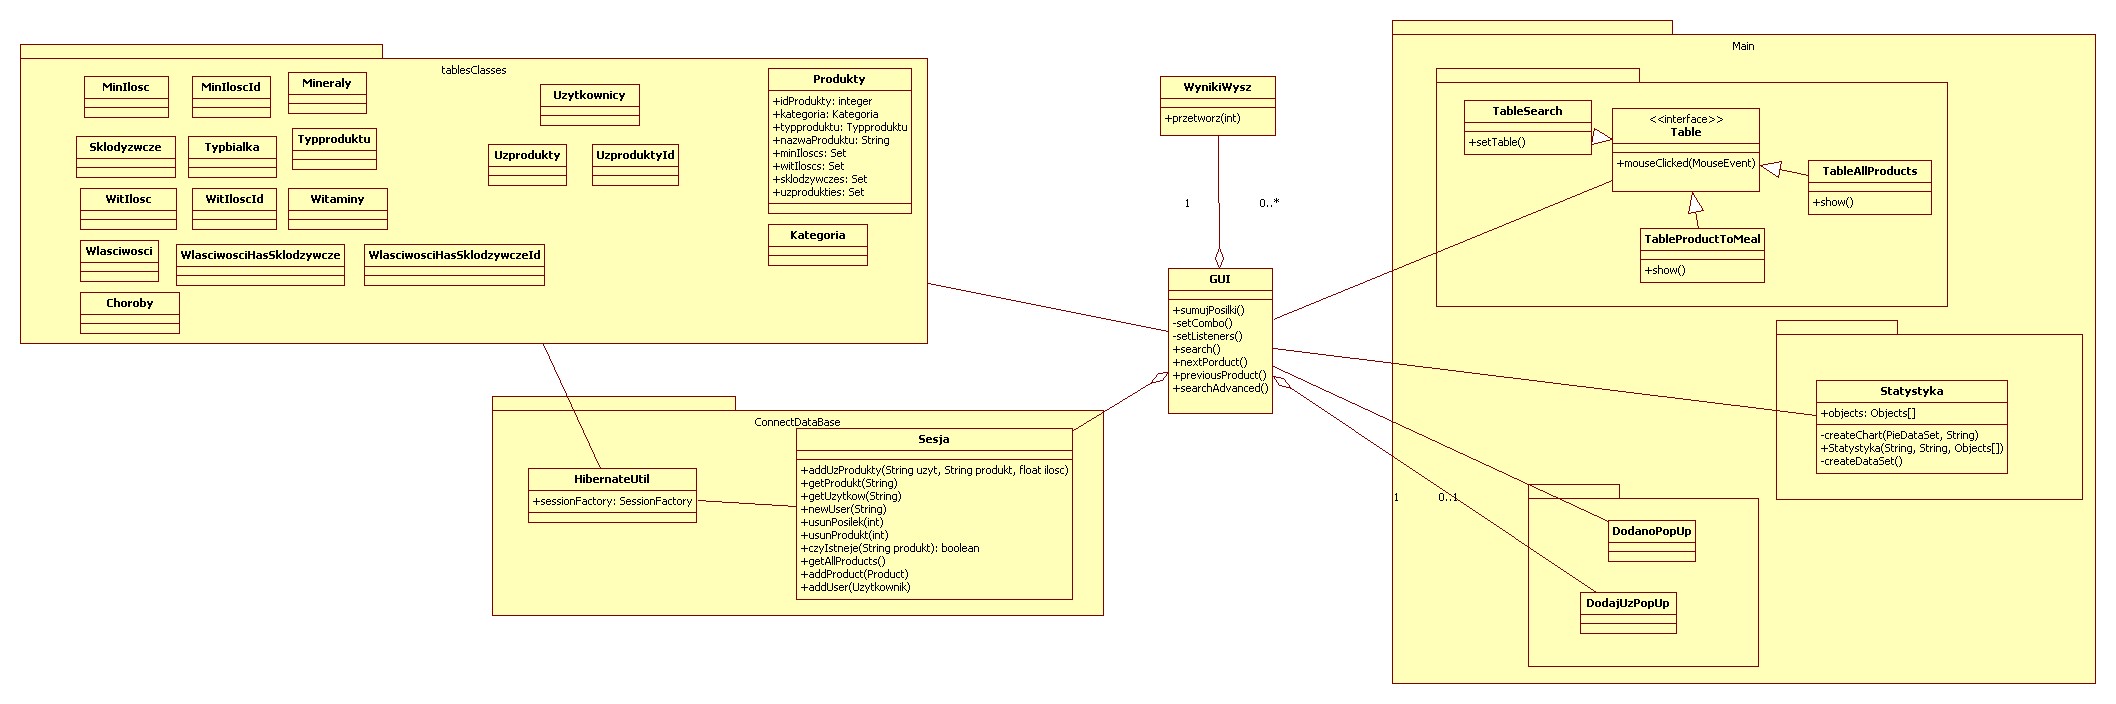 tablesClasses
MinIlosc
MinIloscId
Mineraly
Sklodyzwcze
Typbialka
Typproduktu
WitIlosc
WitIloscId
Witaminy
Wlasciwosci
WlasciwosciHasSklodzywcze
WlasciwosciHasSklodzywczeId
Choroby
Uzytkownicy
Uzprodukty
UzproduktyId
Produkty
+idProdukty: integer
+kategoria: Kategoria
+typproduktu: Typproduktu
+nazwaProduktu: String
+minIloscs: Set
+witIloscs: Set
+sklodzywczes: Set
+uzprodukties: Set
Kategoria
ConnectDataBase
HibernateUtil
+sessionFactory: SessionFactory
Sesja
+addUzProdukty(String uzyt, String produkt, float ilosc)
+getProdukt(String)
+getUzytkow(String)
+newUser(String)
+usunPosilek(int)
+usunProdukt(int)
+czyIstneje(String produkt): boolean
+getAllProducts()
+addProduct(Product)
+addUser(Uzytkownik)
WynikiWysz
+przetworz(int)
1
0..*
GUI
+sumujPosilki()
-setCombo()
-setListeners()
+search()
+nextPorduct()
+previousProduct()
+searchAdvanced()
Main
TableSearch
+setTable()
<<interface>>
Table
+mouseClicked(MouseEvent)
TableAllProducts
+show()
TableProductToMeal
+show()
Statystyka
+objects: Objects[]
-createChart(PieDataSet, String)
+Statystyka(String, String, Objects[])
-createDataSet()
1
0..1
DodanoPopUp
DodajUzPopUp